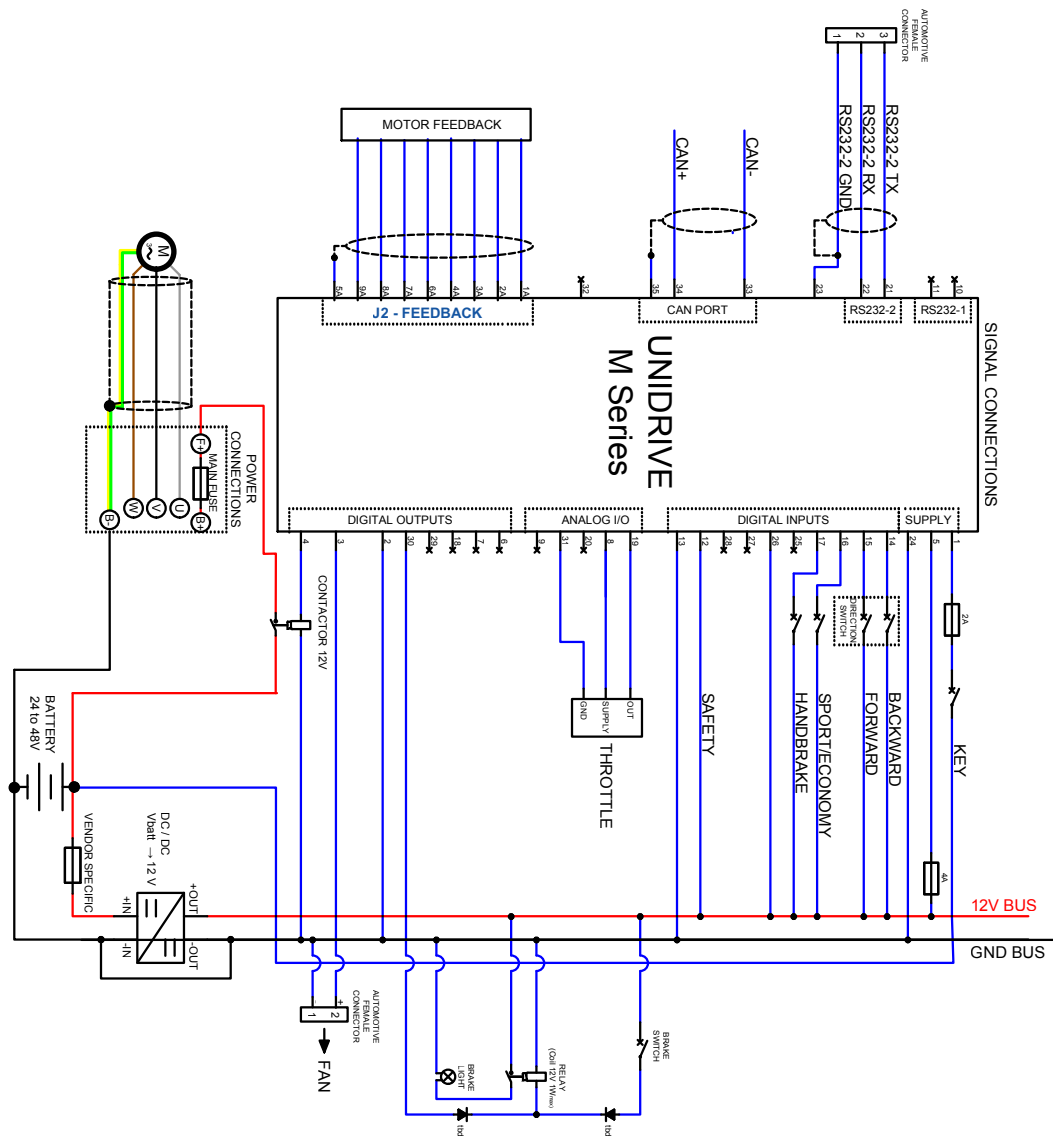 AUTOMOTIVE
FEMALE
CONNECTOR
1
2
3
RS232-2 GND
RS232-2 RX
RS232-2 TX
MOTOR FEEDBACK
CAN+
CAN-
5A
9A
8A
7A
6A
4A
3A
2A
1A
32
35
34
33
23
22
21
11
10
J2 - FEEDBACK
CAN PORT
RS232-2
RS232-1
SIGNAL CONNECTIONS
UNIDRIVE
M Series
M
3~
POWER
CONNECTIONS
F+
MAIN FUSE
B+
B-
W
V
U
DIGITAL OUTPUTS
ANALOG I/O
DIGITAL INPUTS
SUPPLY
4
3
2
30
29
18
7
6
9
31
20
8
19
13
12
28
27
26
25
17
16
15
14
24
5
1
CONTACTOR 12V
2A
DIRECTION
SWITCH
GND
SUPPLY
OUT
THROTTLE
SAFETY
HANDBRAKE
SPORT/ECONOMY
FORWARD
BACKWARD
KEY
BATTERY
24 to 48V
VENDOR SPECIFIC
DC / DC
Vbatt → 12 V
+IN
-IN
+OUT
-OUT
4A
12V BUS
GND BUS
AUTOMOTIVE
FEMALE
CONNECTOR
-
+
1
2
FAN
BRAKE
LIGHT
RELAY
(Coil 12V 1Wmax)
BRAKE
SWITCH
tbd
tbd